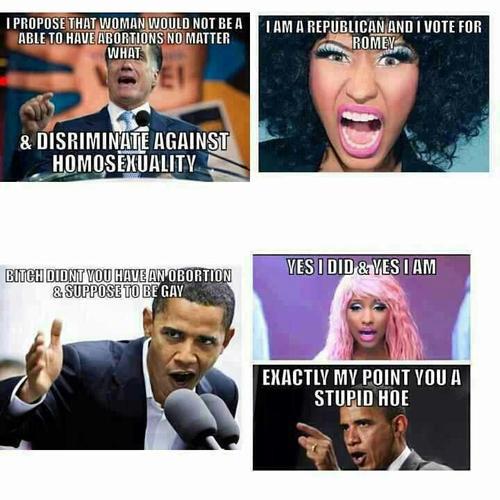 I PROPOSE THAT WOMAN WOULD NOT BE A
ABLE TO HAVE ABORTIONS NO MATTER
WHAT
& DISRIMINATE AGAINST
HOMOSEXUALITY
I AM A REPUBLICAN AND I VOTE FOR
ROMEY
BITCH DIDNT YOU HAVE AN OBORTION
& SUPPOSE TO BE GAY
YES I DID & YES I AM
EXACTLY MY POINT YOU A
STUPID HOE